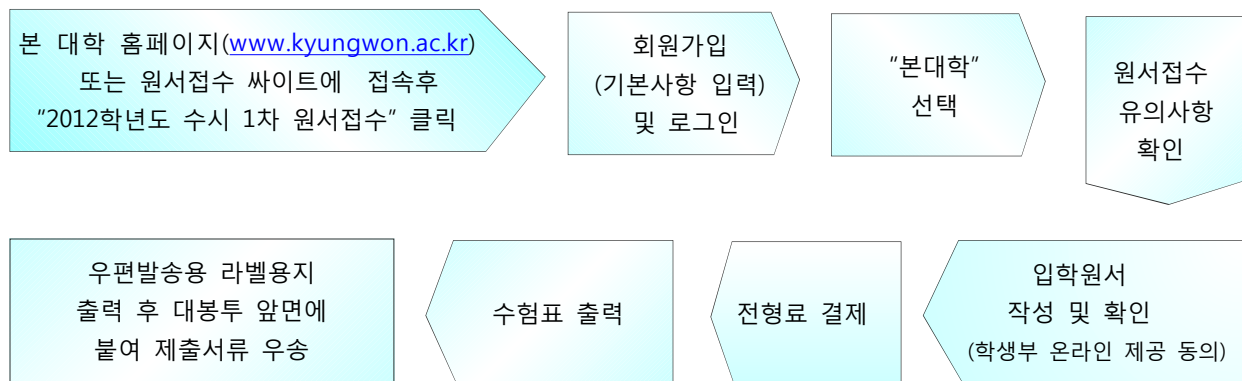 본 대학 홈페이지(www.kyungwon.ac.kr)
또는 원서접수 싸이트에 접속후
"2012학년도 수시 1차 원서접수" 클릭
회원가입
(기본사항 입력)
및 로그인
"본대학"
선택
원서접수
유의사항
확인
입학원서
작성 및 확인
(학생부 온라인 제공 동의)
전형료 결제
수험표 출력
우편발송용 라벨용지
출력 후 대봉투 앞면에
붙여 제출서류 우송